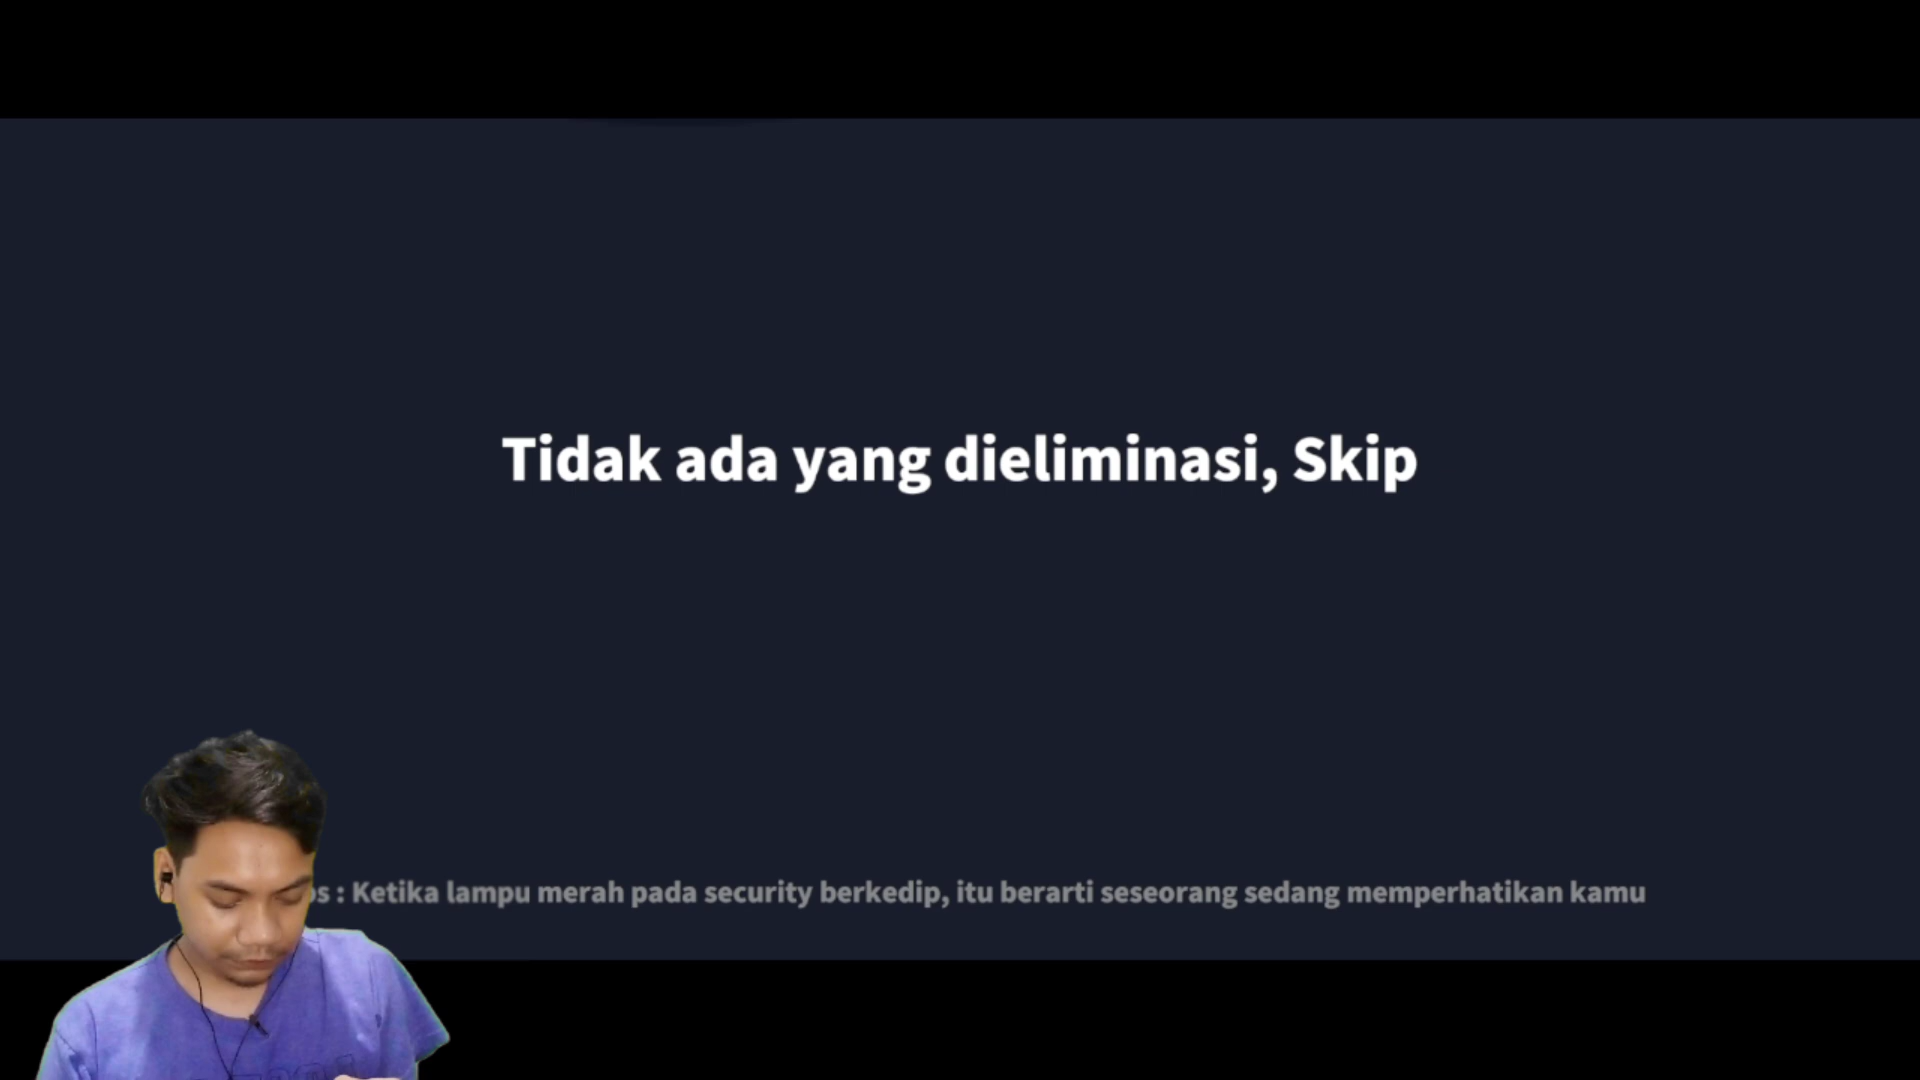 Tidak ada yang dieliminasi, Skip
: Ketika lampu merah pada security berkedip, itu berarti seseorang sedang memperhatikan kamu